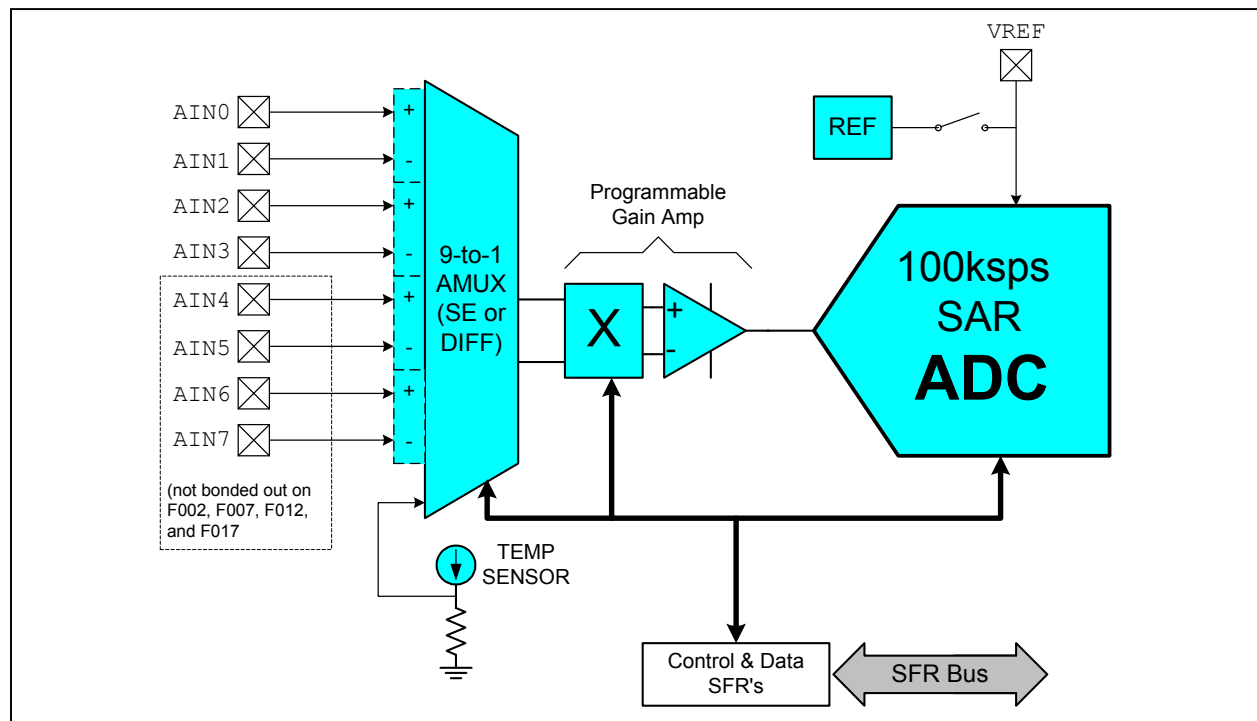 VREF
AIN0
+
REF
AIN1
-
AIN2
+
Programmable
Gain Amp
AIN3
-
9-to-1
AMUX
(SE or
DIFF)
100ksps
SAR
ADC
AIN4
+
X
+
-
AIN5
-
AIN6
+
AIN7
-
(not bonded out on
F002, F007, F012,
and F017
TEMP
SENSOR
Control & Data
SFR's
SFR Bus